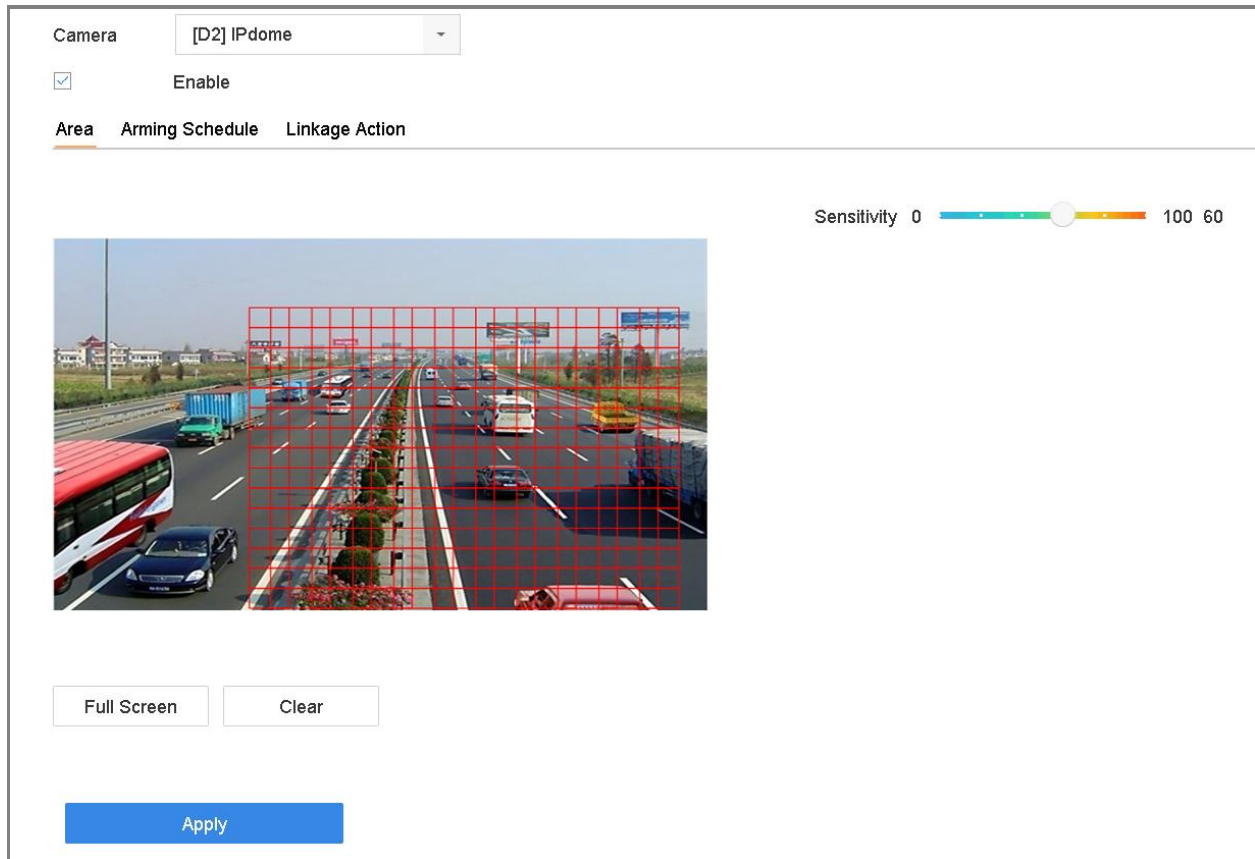 Camera [D2] IPdome
Enable
Area Arming Schedule Linkage Action
Sensitivity 0 100 60
Full Screen Clear
Apply